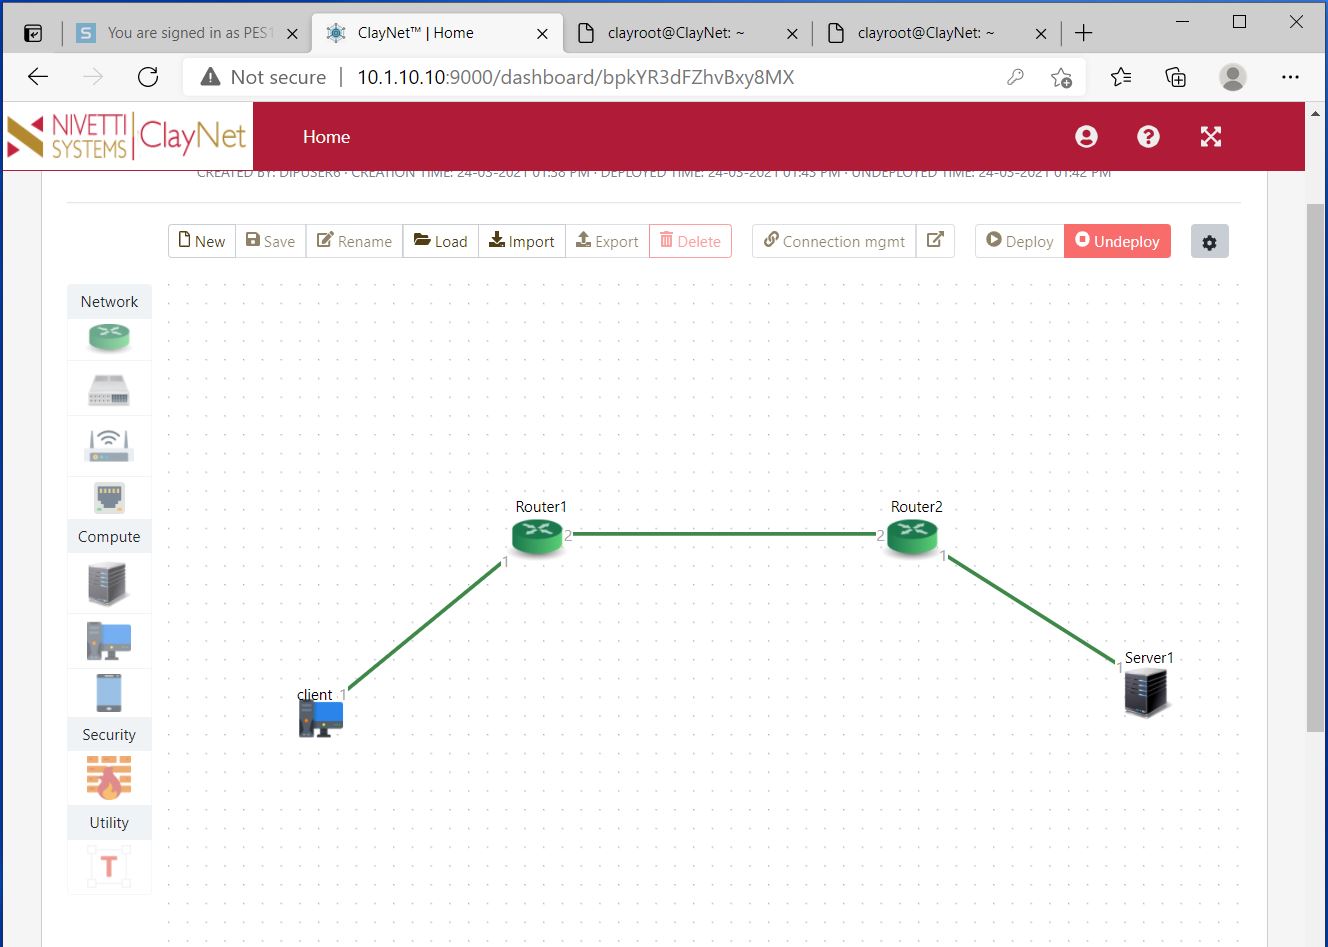 You are signed in as PES1
ClayNet™ | Home
clayroot@ClayNet: ~
clayroot@ClayNet: ~
Not secure | 10.1.10.10:9000/dashboard/bpkYR3dFZhvBxy8MX
NIVETTI SYSTEMS ClayNet
Home
CREATED BY: DIPUSER6 · CREATION TIME: 24-03-2021 01:38 PM · DEPLOYED TIME: 24-03-2021 01:43 PM · UNDEPLOYED TIME: 24-03-2021 01:42 PM
New Save Rename Load Import Export Delete Connection mgmt Deploy Undeploy
Network
Compute
Security
Utility
T
Router1
2
1
Router2
2
1
client 1
Server1
1